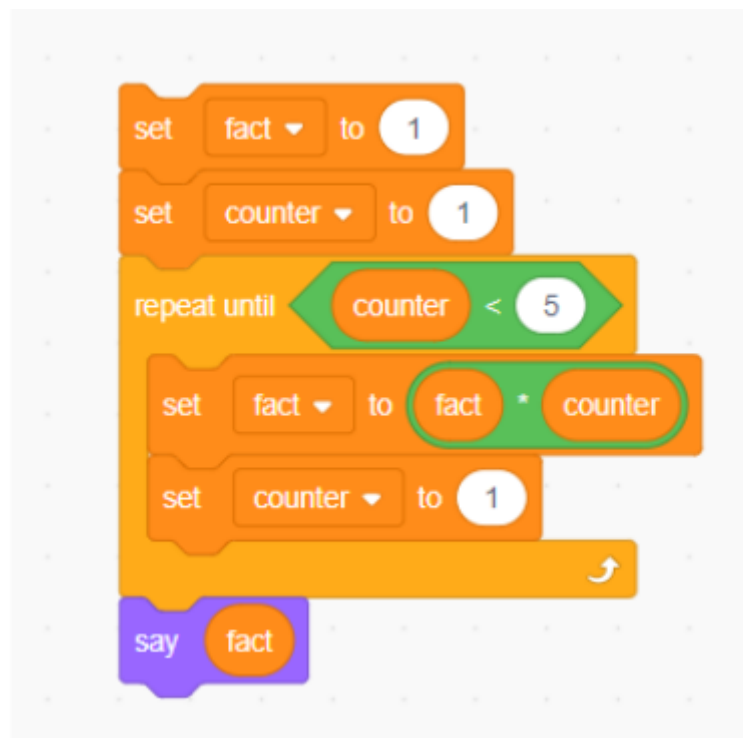 set fact to 1
set counter to 1
repeat until counter < 5
set fact to fact * counter
set counter to 1
say fact